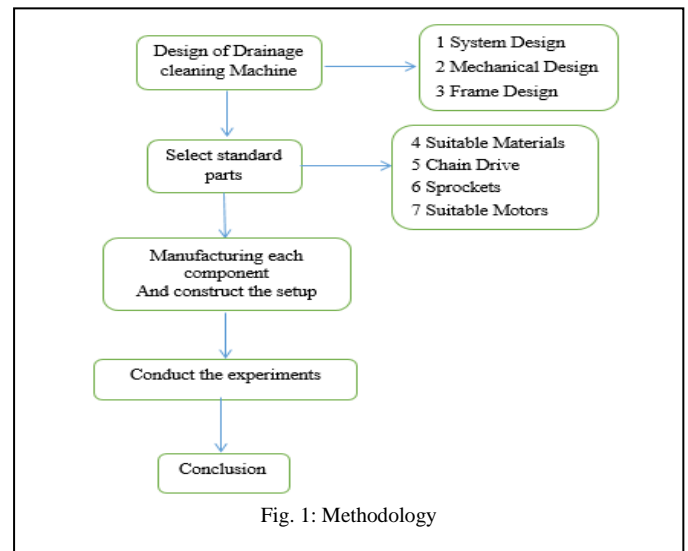 Design of Drainage
cleaning Machine
1 System Design
2 Mechanical Design
3 Frame Design
Select standard
parts
4 Suitable Materials
5 Chain Drive
6 Sprockets
7 Suitable Motors
Manufacturing each
component
And construct the setup
Conduct the experiments
Conclusion
Fig. 1: Methodology